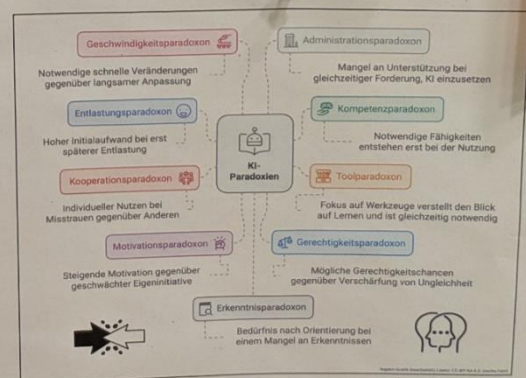 Geschwindigkeitsparadoxon
Notwendige schnelle Veränderungen
gegenüber langsamer Anpassung
Administrationsparadoxon
Mangel an Unterstützung bei
gleichzeitiger Forderung, KI einzusetzen
Entlastungsparadoxon
Hoher Initialaufwand bei erst
späterer Entlastung
Kompetenzparadoxon
Notwendige Fähigkeiten
entstehen erst bei der Nutzung
KI-
Paradoxien
Kooperationsparadoxon
Individueller Nutzen bei
Misstrauen gegenüber Anderen
Toolparadoxon
Fokus auf Werkzeuge verstellt den Blick
auf Lernen und ist gleichzeitig notwendig
Motivationsparadoxon
Steigende Motivation gegenüber
geschwächter Eigeninitiative
Gerechtigkeitsparadoxon
Mögliche Gerechtigkeitschancen
gegenüber Verschärfung von Ungleichheit
Erkenntnisparadoxon
Bedürfnis nach Orientierung bei
einem Mangel an Erkenntnissen